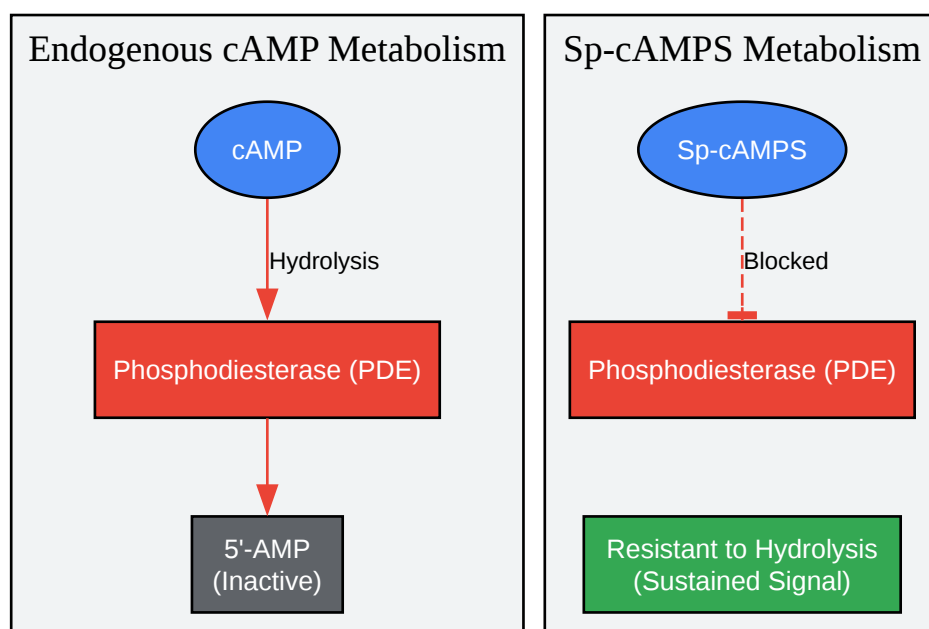 Endogenous cAMP Metabolism
cAMP
Hydrolysis
Phosphodiesterase (PDE)
5'-AMP
(Inactive)
Sp-cAMPS Metabolism
Sp-cAMPS
Blocked
Phosphodiesterase (PDE)
Resistant to Hydrolysis
(Sustained Signal)